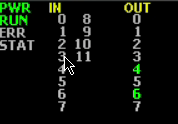 PWR IN OUT
RUN 0 8 0
ERR 1 9 1
STAT 2 10 2
3 11 3
4 4
5 5
6 6
7 7